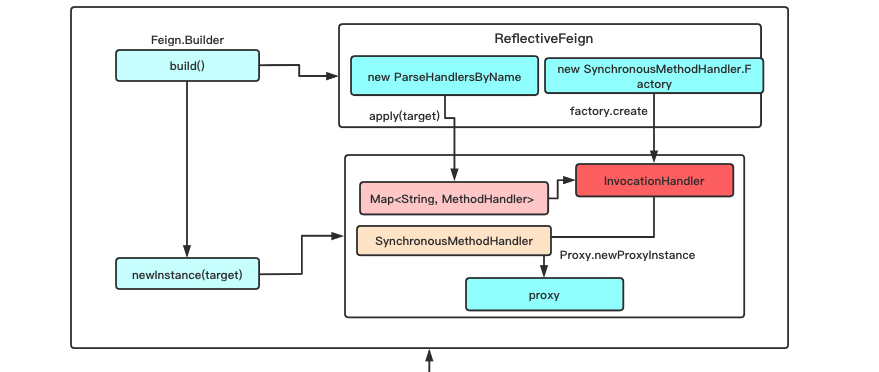 Feign.Builder
build()
ReflectiveFeign
new ParseHandlersByName
new SynchronousMethodHandler.F
actory
apply(target)
factory.create
Map<String, MethodHandler>
InvocationHandler
SynchronousMethodHandler
Proxy.newProxyInstance
newInstance(target)
proxy